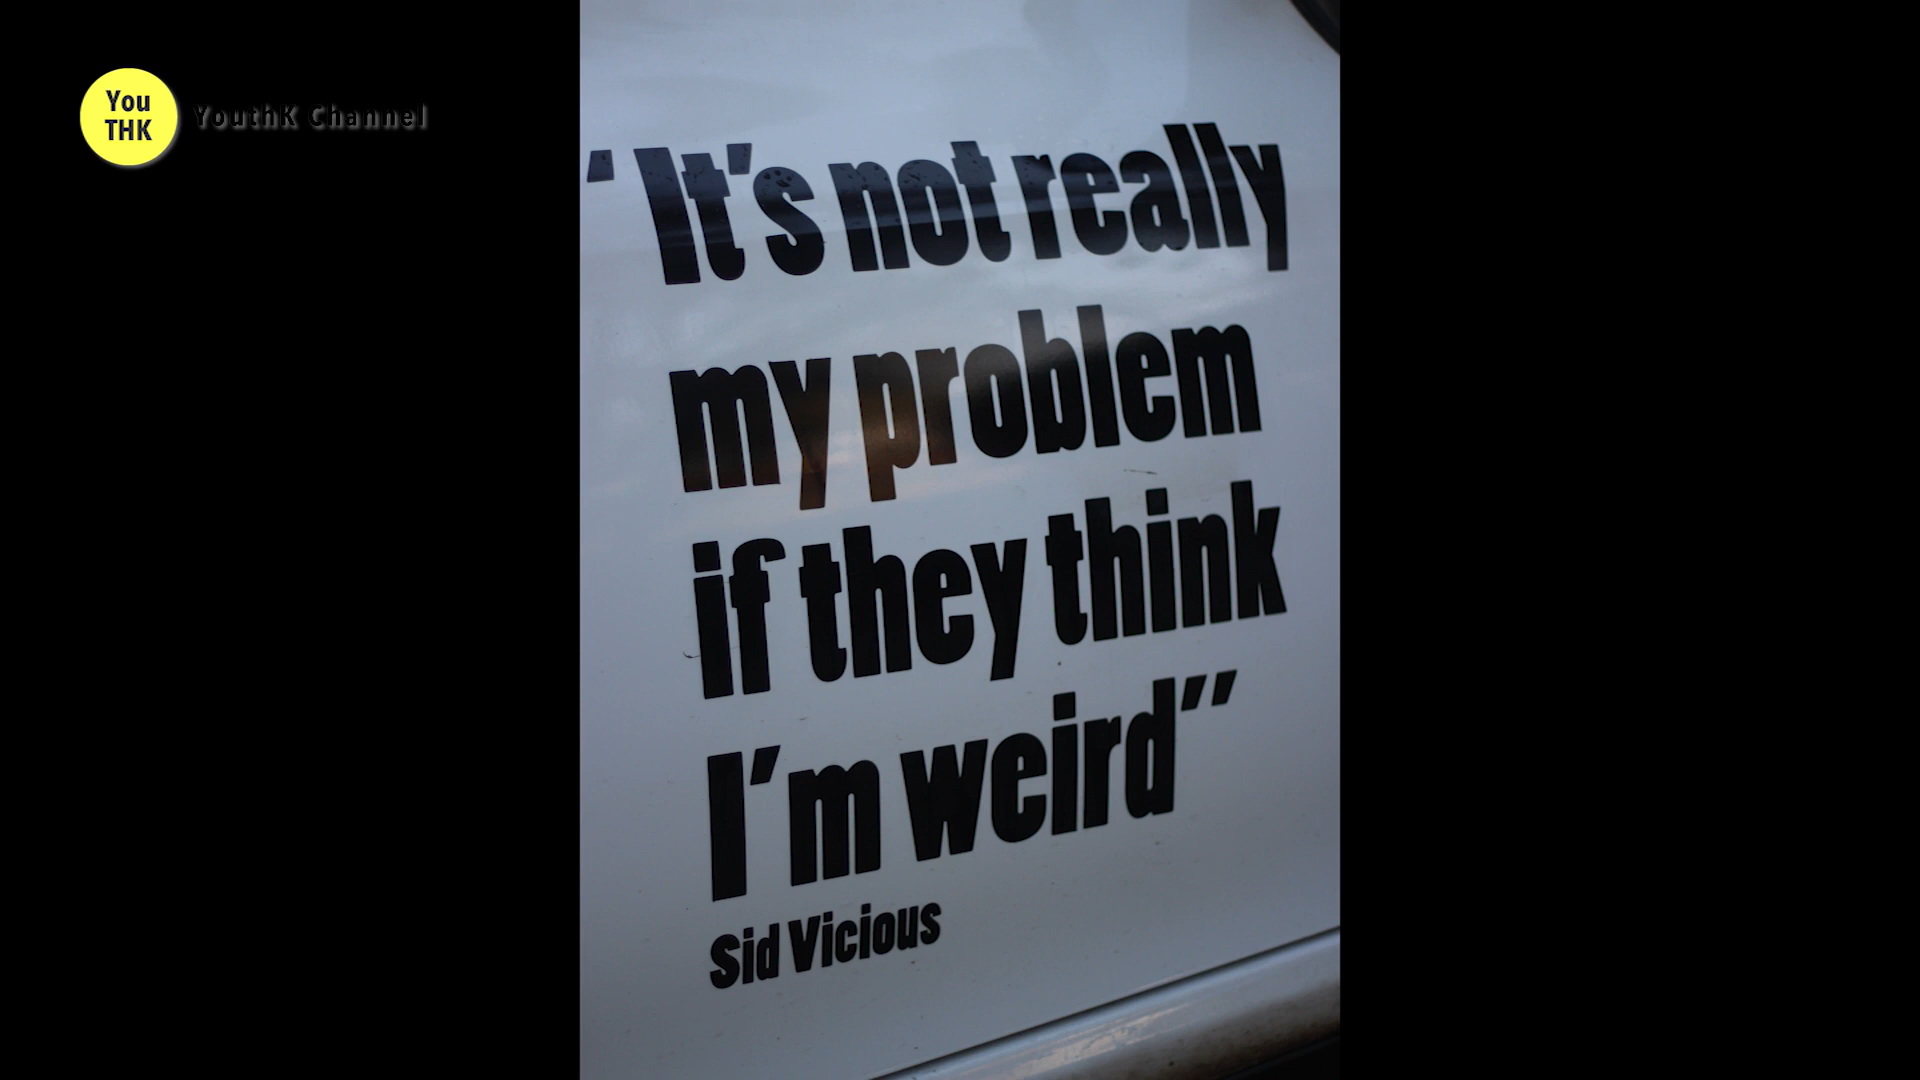 You
THK
YouthK Channel
‘It's not really
my problem
if they think
I'm weird”
Sid Vicious